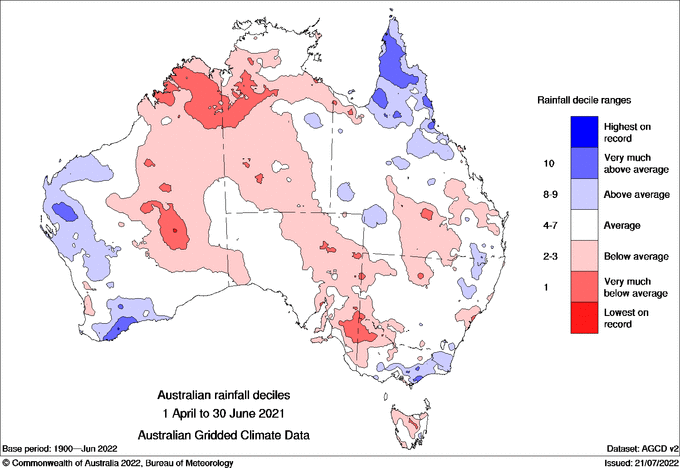 Rainfall decile ranges
Highest on
record
10
Very much
above average
8-9
Above average
4-7
Average
2-3
Below average
1
Very much
below average
Lowest on
record
Australian rainfall deciles
1 April to 30 June 2021
Australian Gridded Climate Data
Base period: 1900—Jun 2022
Dataset: AGCD v2
© Commonwealth of Australia 2022, Bureau of Meteorology
Issued: 21/07/2022